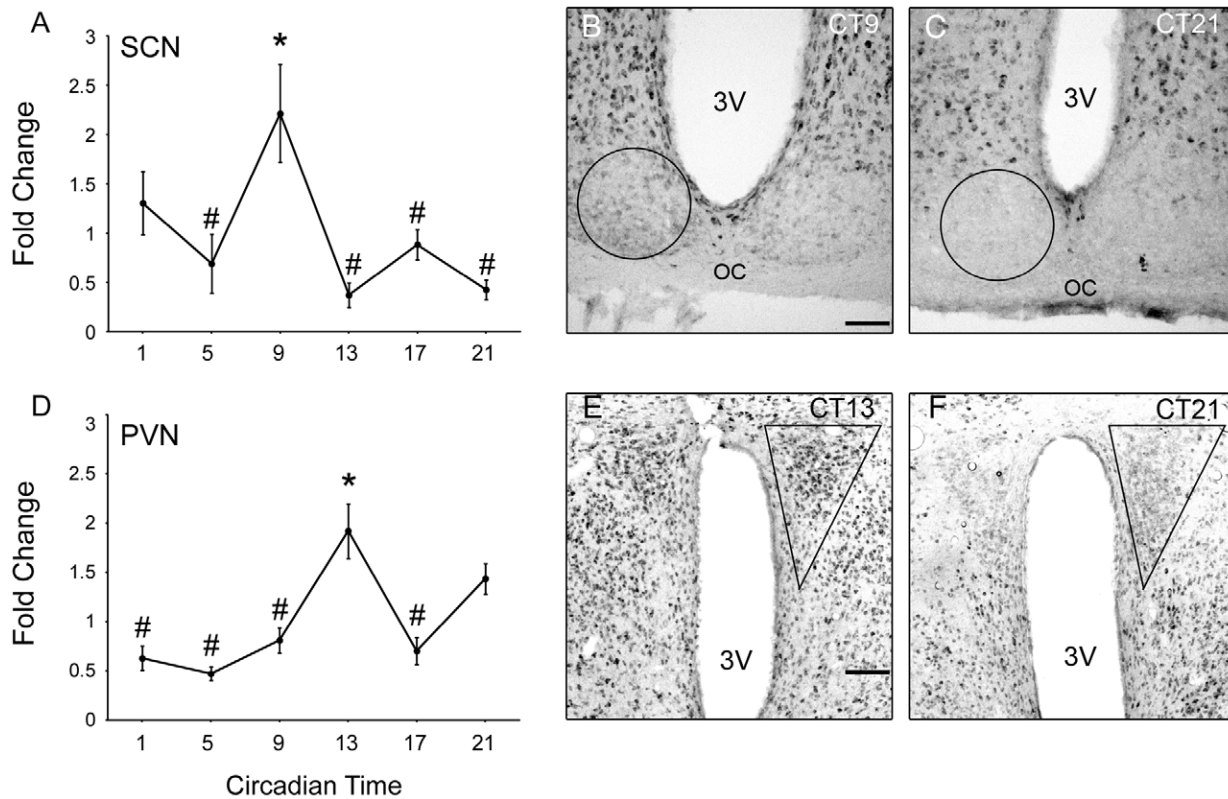 A
SCN
Fold Change
3
2.5
2
1.5
1
0.5
0
*
#
#
#
#
1 5 9 13 17 21
B
CT9
3V
OC
C
CT21
3V
OC
D
PVN
Fold Change
3
2.5
2
1.5
1
0.5
0
*
#
#
#
#
1 5 9 13 17 21
Circadian Time
E
CT13
3V
F
CT21
3V